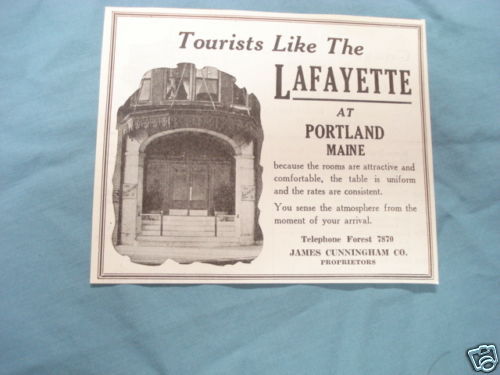 Tourists Like The
LAFAYETTE
AT
PORTLAND
MAINE
because the rooms are attractive and
comfortable, the table is uniform
and the rates are consistent.
You sense the atmosphere from the
moment of your arrival.
Telephone Forest 7870
JAMES CUNNINGHAM CO.
PROPRIETORS